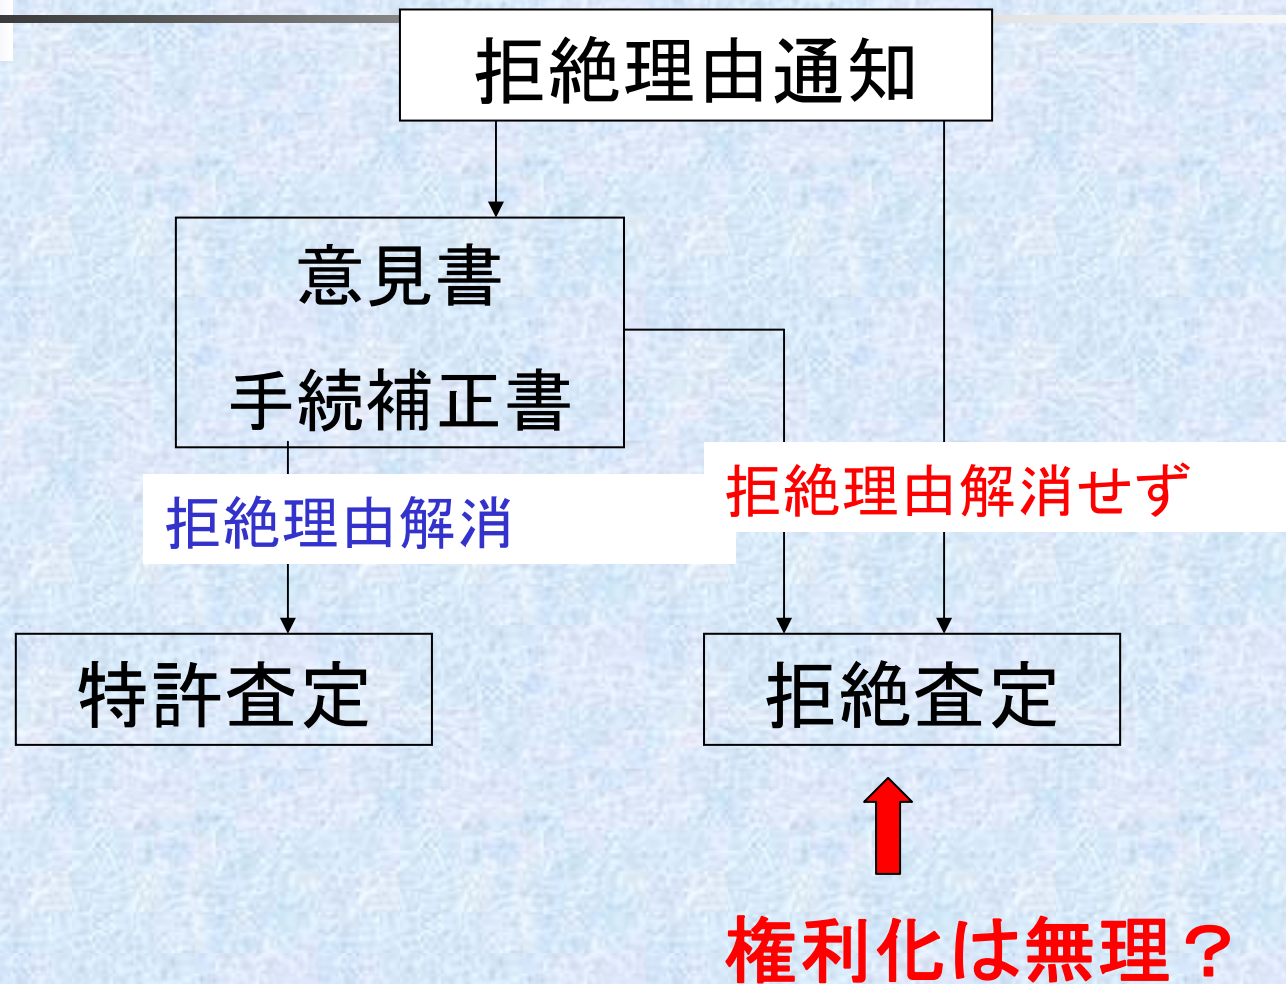 拒絶理由通知
意見書
手続補正書
拒絶理由解消
拒絶理由解消せず
特許査定
拒絶査定
権利化は無理？